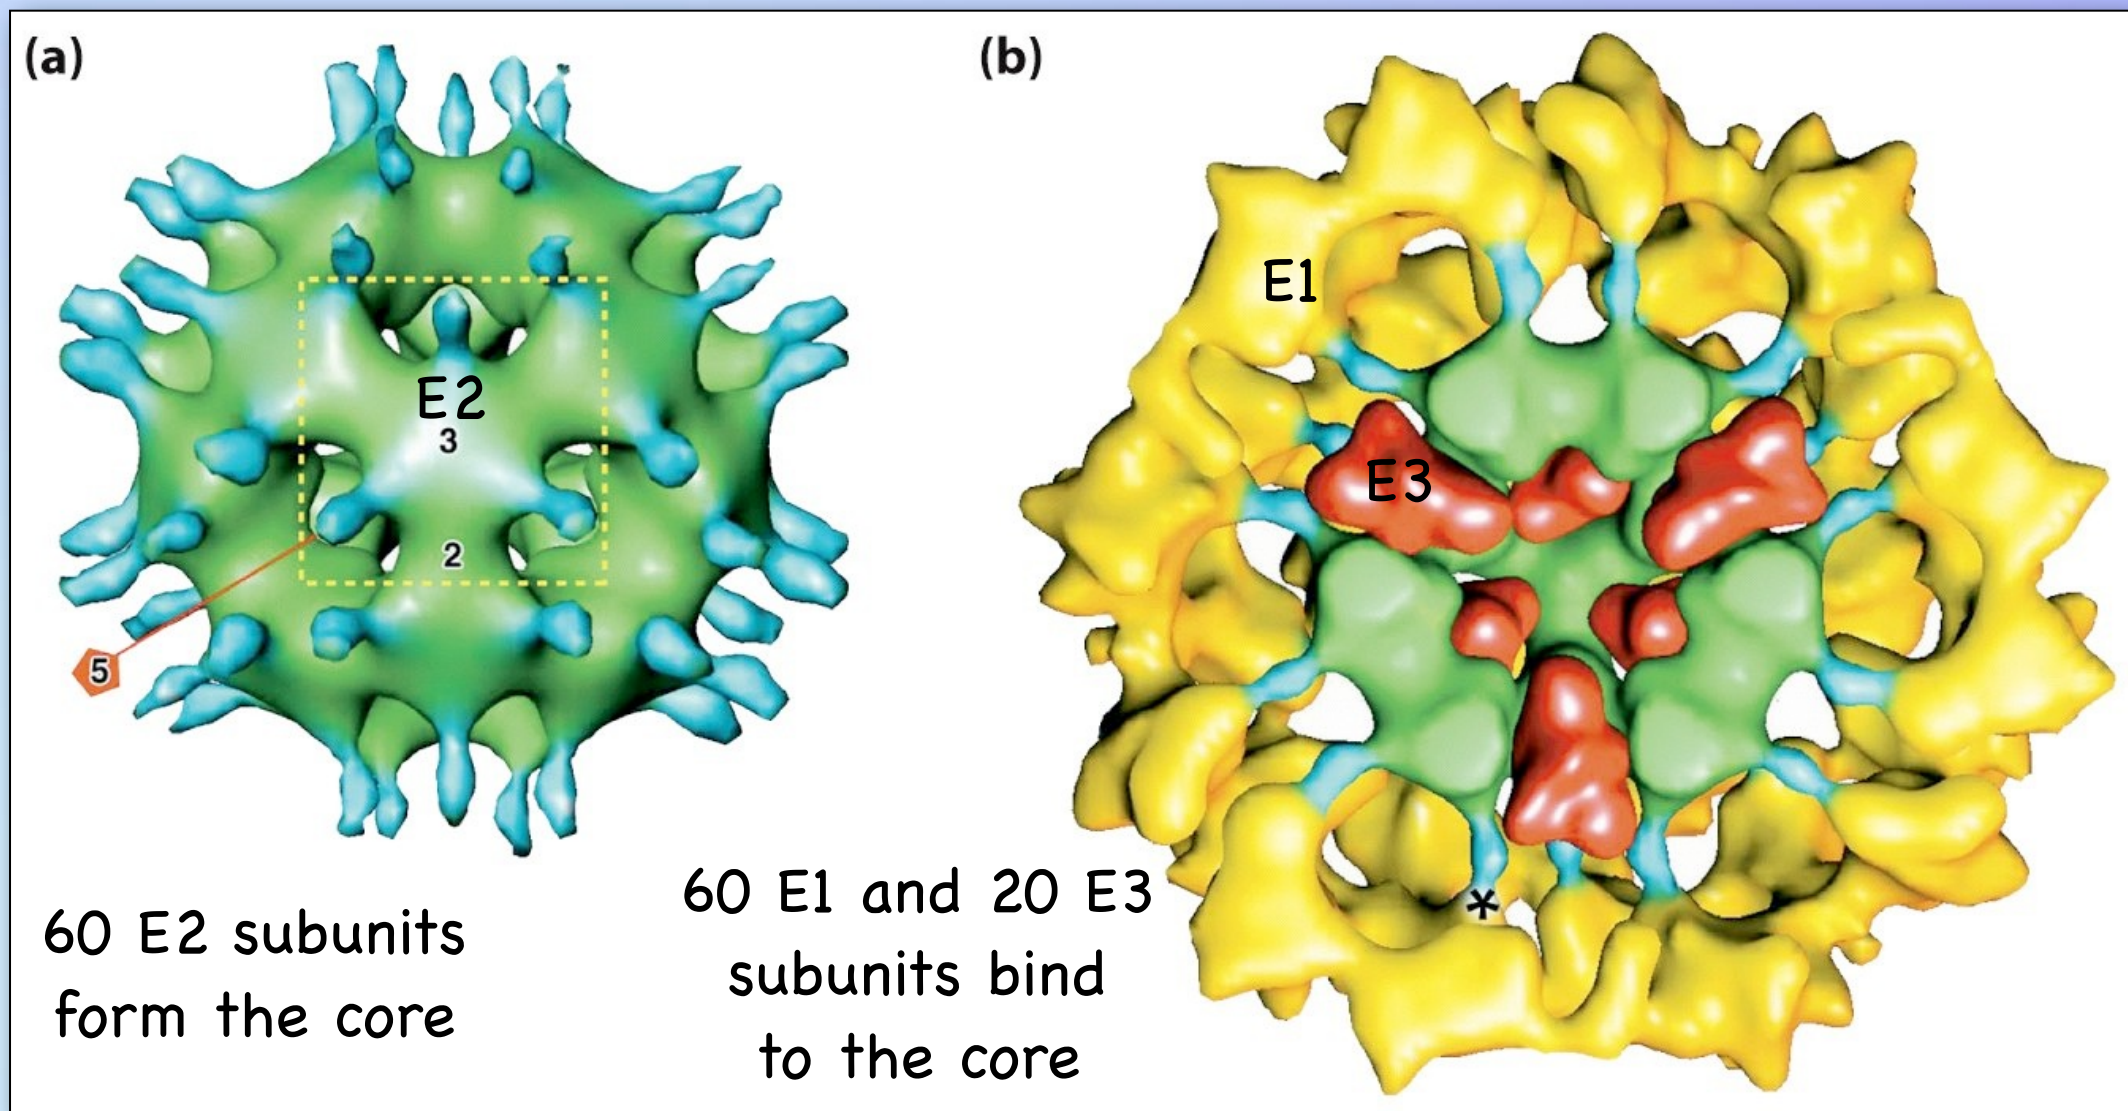 (a)
(b)
E1
E2
3
E3
2
5
*
60 E2 subunits
form the core
60 E1 and 20 E3
subunits bind
to the core